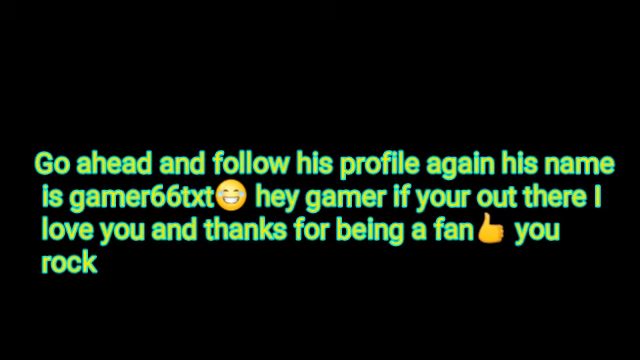 Go ahead and follow his profile again his name
is gamer66txt😁 hey gamer if your out there I
love you and thanks for being a fan👍 you
rock